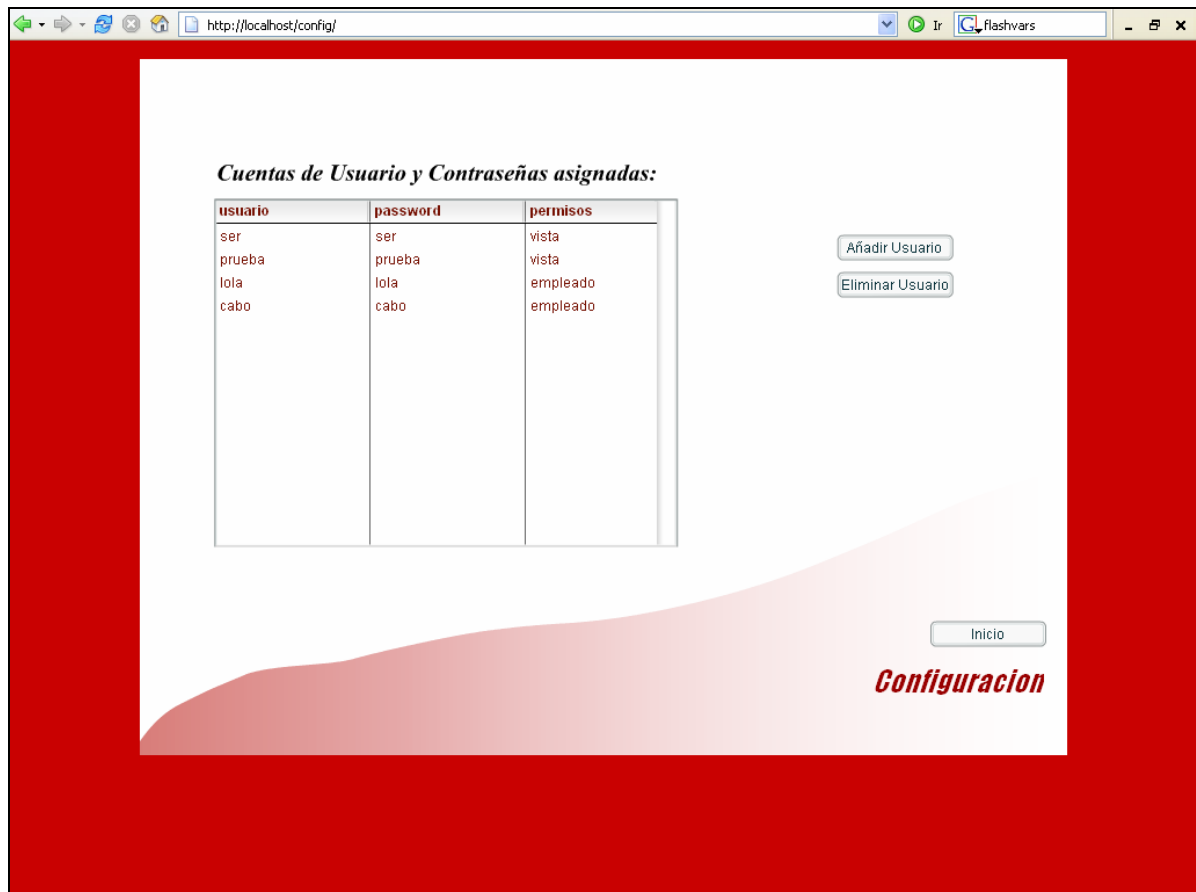 http://localhost/config/ Ir flashvars
Cuentas de Usuario y Contraseñas asignadas:
usuario password permisos
ser ser vista
prueba prueba vista
lola lola empleado
cabo cabo empleado
Añadir Usuario
Eliminar Usuario
Inicio
Configuracion